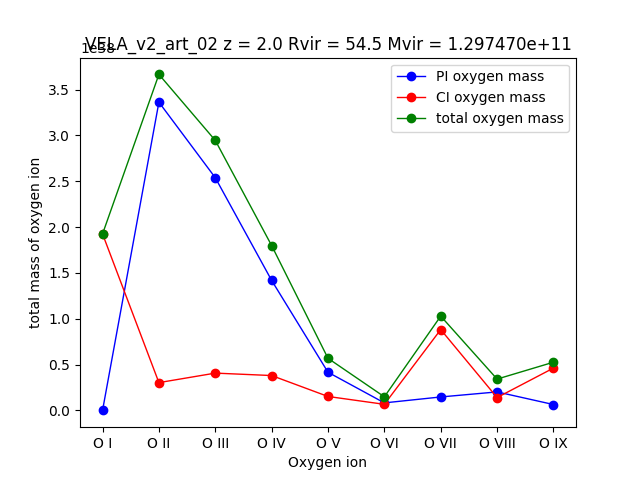 VELA_v2_art_02 z = 2.0 Rvir = 54.5 Mvir = 1.297470e+11
1e38
PI oxygen mass
CI oxygen mass
total oxygen mass
total mass of oxygen ion
3.5
3.0
2.5
2.0
1.5
1.0
0.5
0.0
O I O II O III O IV O V O VI O VII O VIII O IX
Oxygen ion